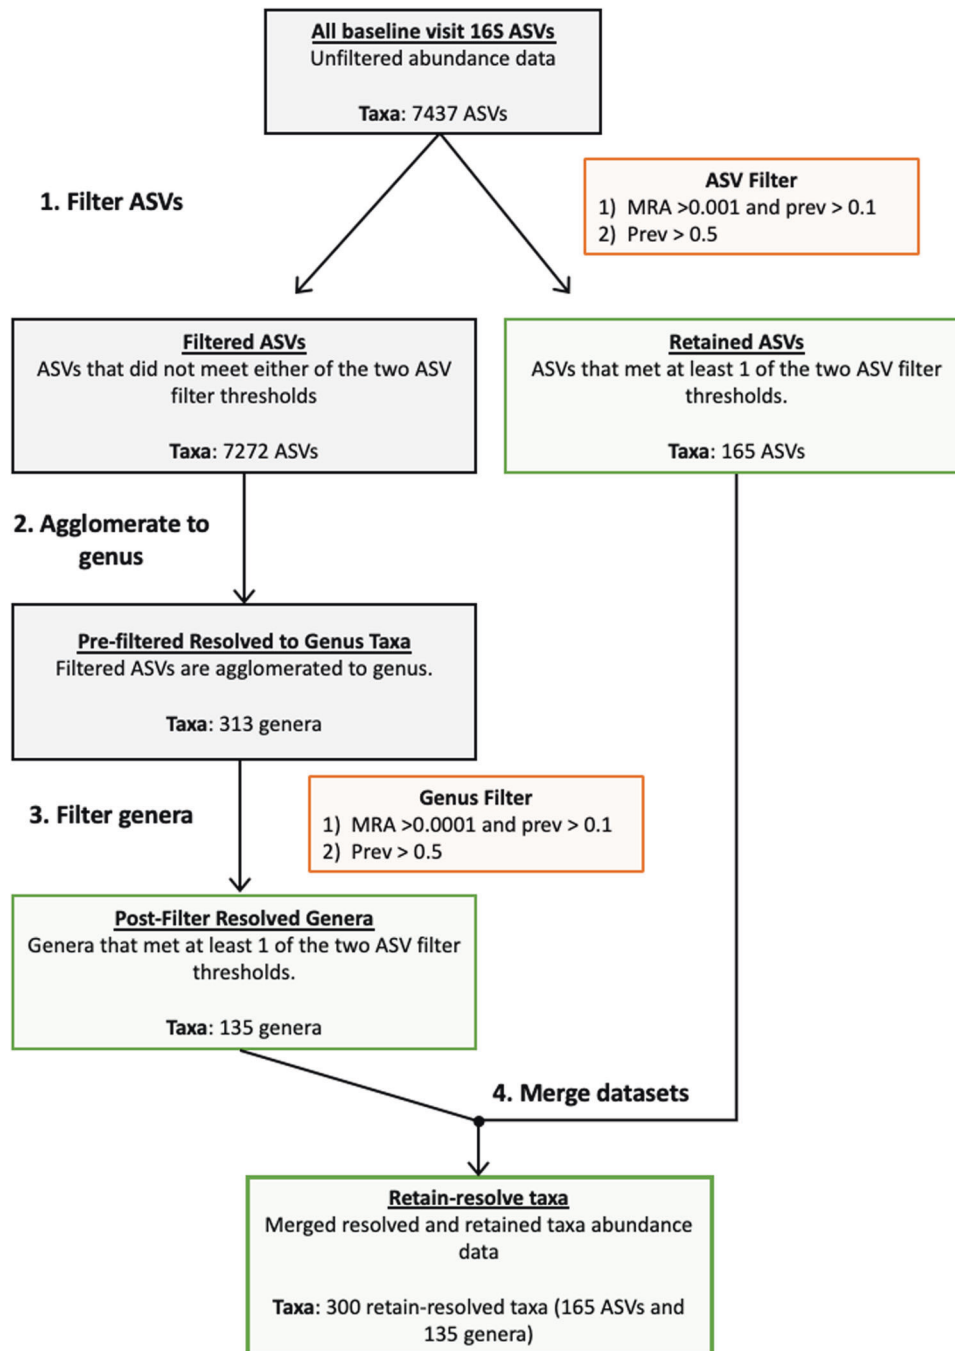 All baseline visit 16S ASVs
Unfiltered abundance data
Taxa: 7437 ASVs
1. Filter ASVs
ASV Filter
1) MRA >0.001 and prev > 0.1
2) Prev > 0.5
Filtered ASVs
ASVs that did not meet either of the two ASV
filter thresholds
Taxa: 7272 ASVs
Retained ASVs
ASVs that met at least 1 of the two ASV filter
thresholds.
Taxa: 165 ASVs
2. Agglomerate to
genus
Pre-filtered Resolved to Genus Taxa
Filtered ASVs are agglomerated to genus.
Taxa: 313 genera
3. Filter genera
Genus Filter
1) MRA >0.0001 and prev > 0.1
2) Prev > 0.5
Post-Filter Resolved Genera
Genera that met at least 1 of the two ASV filter
thresholds.
Taxa: 135 genera
4. Merge datasets
Retain-resolve taxa
Merged resolved and retained taxa abundance
data
Taxa: 300 retain-resolved taxa (165 ASVs and
135 genera)